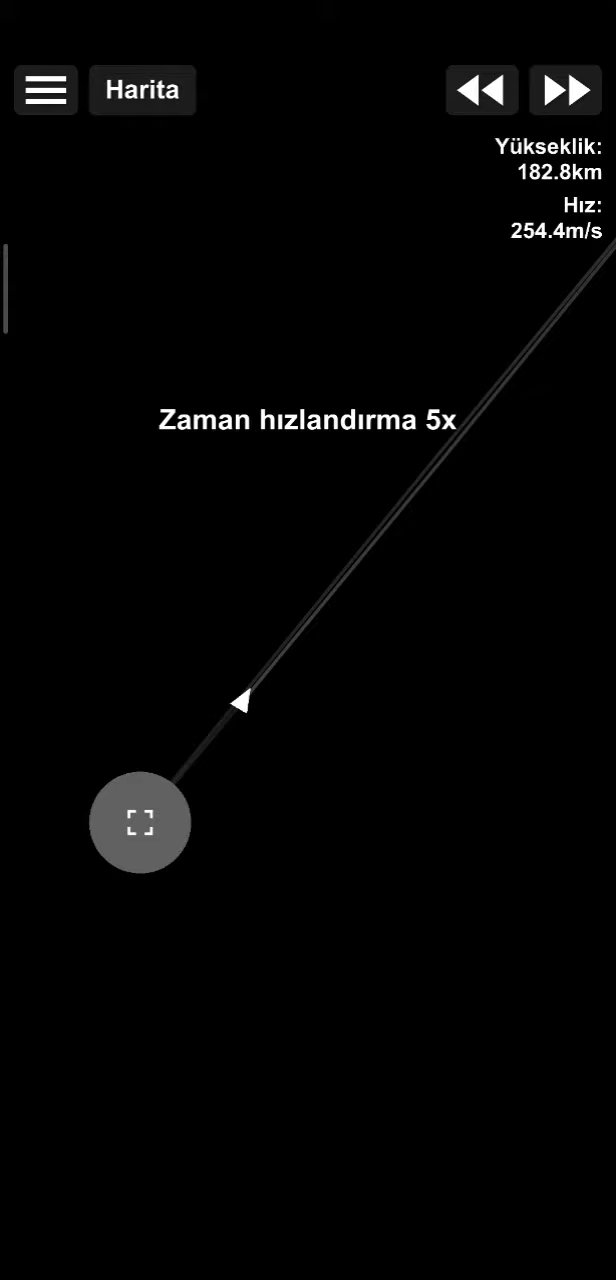 Harita
Yükseklik:
182.8km
Hız:
254.4m/s
Zaman hızlandırma 5x